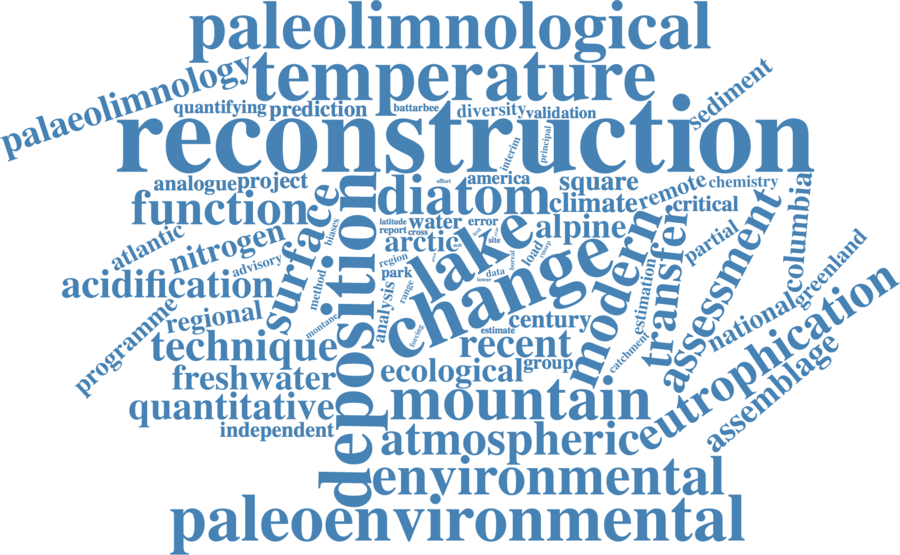 paleolimnological
palaeolimnology
temperature
sediment
quantifying
prediction
battarbee
diversity
validation
reconstruction
interim
principal
analogue
project
effort
america
square
remote
chemistry
columbia
function
diatom
climate
critical
surface
deposition
latitude
water
error
report
cross
alpine
modern
transfer
partial
assessment
atlantic
nitrogen
biases
arctic
lake
site
load
region
advisory
acidification
method
park
data
lower
boreal
range
change
estimation
greenland
programme
regional
montane
analysis
forcing
century
estimate
national
technique
recent
catchment
group
eutrophication
freshwater
ecological
assemblage
quantitative
mountain
independent
atmospheric
environmental
paleoenvironmental